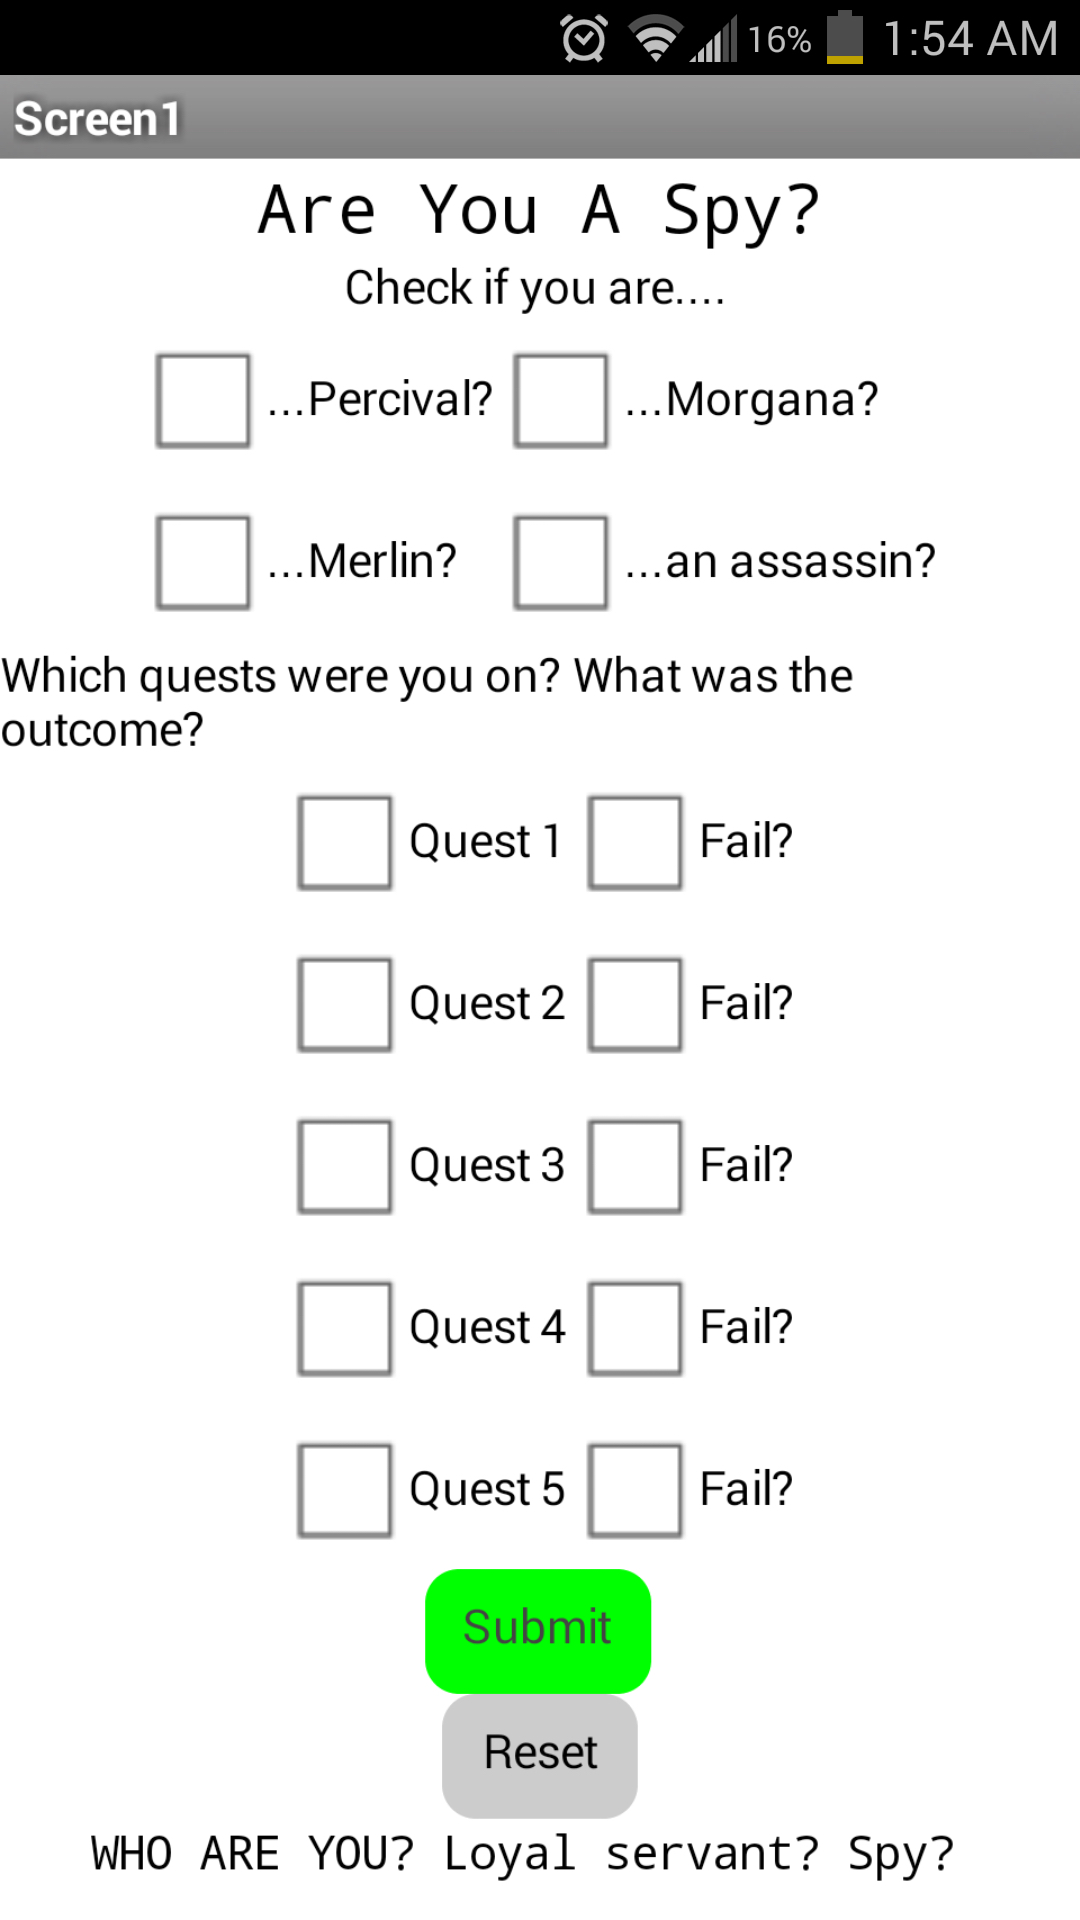 16% 1:54 AM
Screen1
Are You A Spy?
Check if you are....
...Percival? ...Morgana?
...Merlin? ...an assassin?
Which quests were you on? What was the
outcome?
Quest 1 Fail?
Quest 2 Fail?
Quest 3 Fail?
Quest 4 Fail?
Quest 5 Fail?
Submit
Reset
WHO ARE YOU? Loyal servant? Spy?